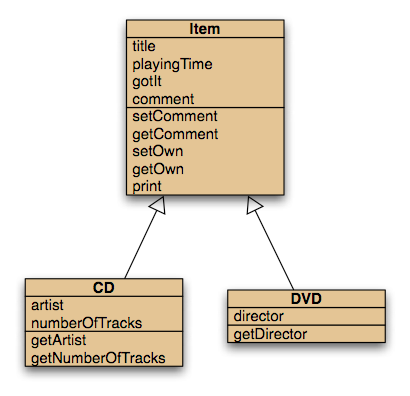 Item
title
playingTime
gotIt
comment
setComment
getComment
setOwn
getOwn
print
CD
artist
numberOfTracks
getArtist
getNumberOfTracks
DVD
director
getDirector